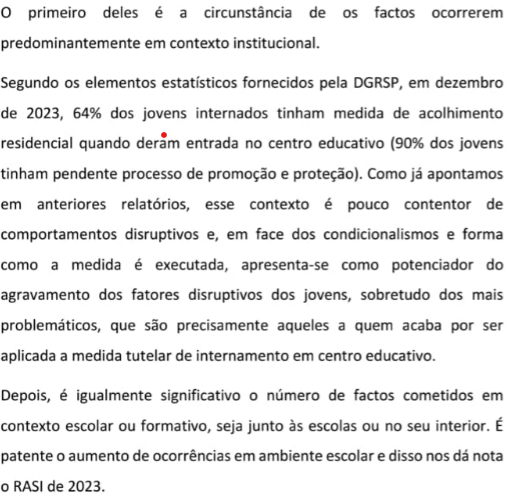 O primeiro deles é a circunstância de os factos ocorrerem
predominantemente em contexto institucional.
Segundo os elementos estatísticos fornecidos pela DGRSP, em dezembro
de 2023, 64% dos jovens internados tinham medida de acolhimento
residencial quando deram entrada no centro educativo (90% dos jovens
tinham pendente processo de promoção e proteção). Como já apontamos
em anteriores relatórios, esse contexto é pouco contentor de
comportamentos disruptivos e, em face dos condicionalismos e forma
como a medida é executada, apresenta-se como potenciador do
agravamento dos fatores disruptivos dos jovens, sobretudo dos mais
problemáticos, que são precisamente aqueles a quem acaba por ser
aplicada a medida tutelar de internamento em centro educativo.
Depois, é igualmente significativo o número de factos cometidos em
contexto escolar ou formativo, seja junto às escolas ou no seu interior. É
patente o aumento de ocorrências em ambiente escolar e disso nos dá nota
o RASI de 2023.